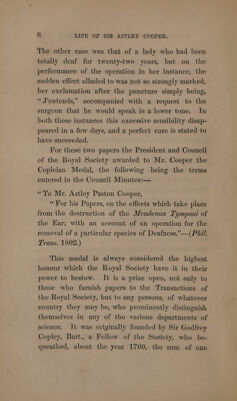 8 LIFE OF SIR ASTLEY COOPER.
The other case was that of a lady who had been
totally deaf for twenty-two years, but on the
performance of the operation in her instance, the
sudden effect alluded to was not so strongly marked,
her exclamation after the puncture simply being,
"J'entends," accompanied with a request to the
surgeon that he would speak in a lower tone. In
both these instances this excessive sensibility disap-
peared in a few days, and a perfect cure is stated to
have succeeded.
For these two papers the President and Council
of the Royal Society awarded to Mr. Cooper the
Copleian Medal, the following being the terms
entered in the Council Minutes:—
"To Mr. Astley Paston Cooper,
"For his Papers, on the effects which take place
from the destruction of the Membrana Tympani of
the Ear; with an account of an operation for the
removal of a particular species of Deafness."—(Phil.
Trans. 1802.)
This medal is always considered the highest
honour which the Royal Society have it in their
power to bestow. It is a prize open, not only to
those who furnish papers to the Transactions of
the Royal Society, but to any persons, of whatever
country they may be, who prominently distinguish
themselves in any of the various departments of
science. It was originally founded by Sir Godfrey
Copley, Bart., a Fellow of the Society, who be-
queathed, about the year 1709, the sum of one